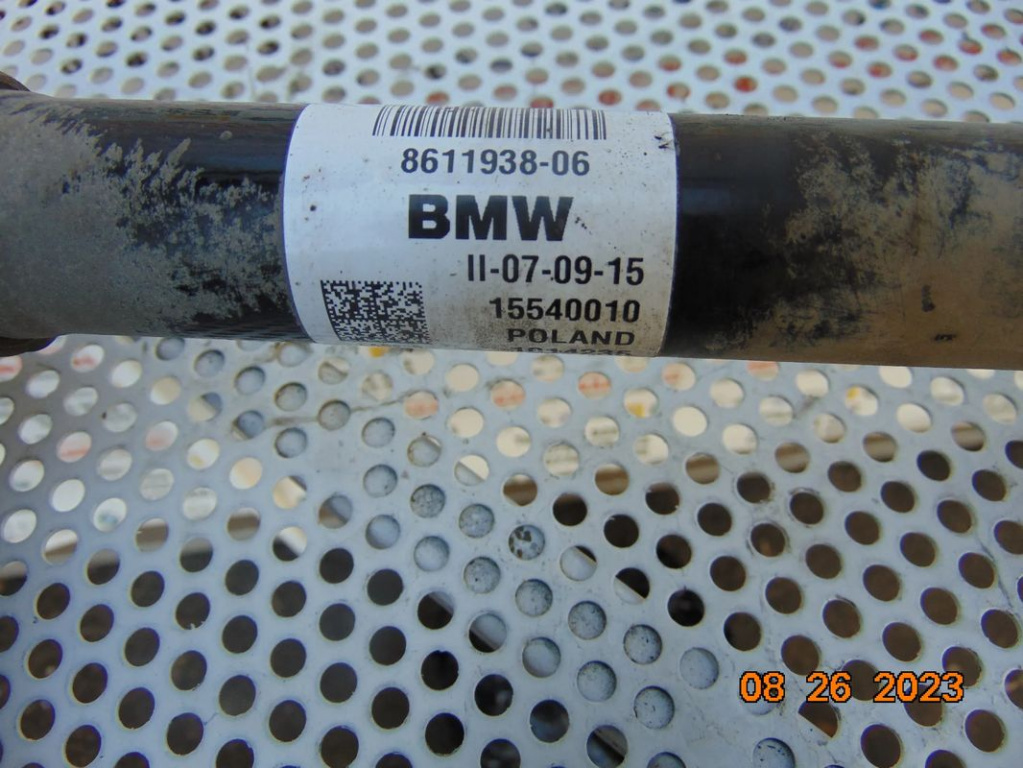 8611938-06
BMW
II-07-09-15
15540010
POLAND
08 26 2023